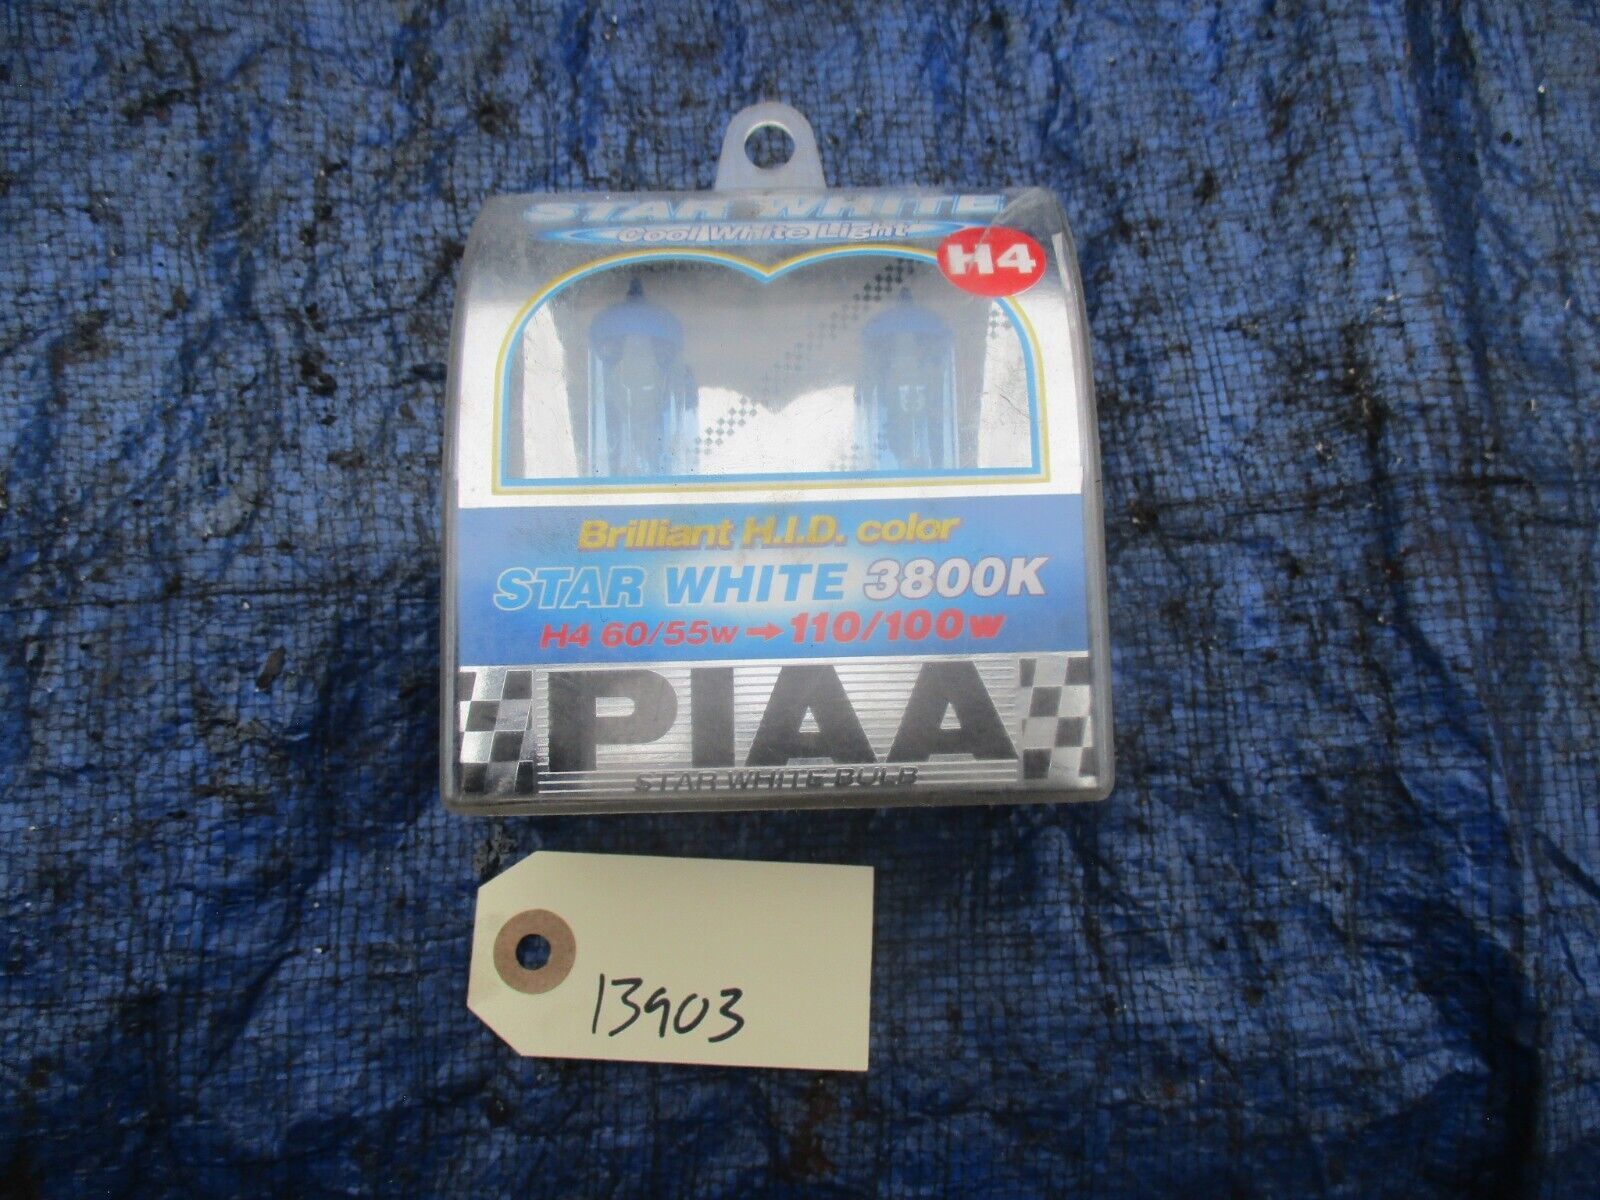 STAR WHITE
Cool White Light
H4
Brilliant H.I.D. color
STAR WHITE 3800K
H4 60/55w→110/100w
PIAA
STAR WHITE BULB
13903